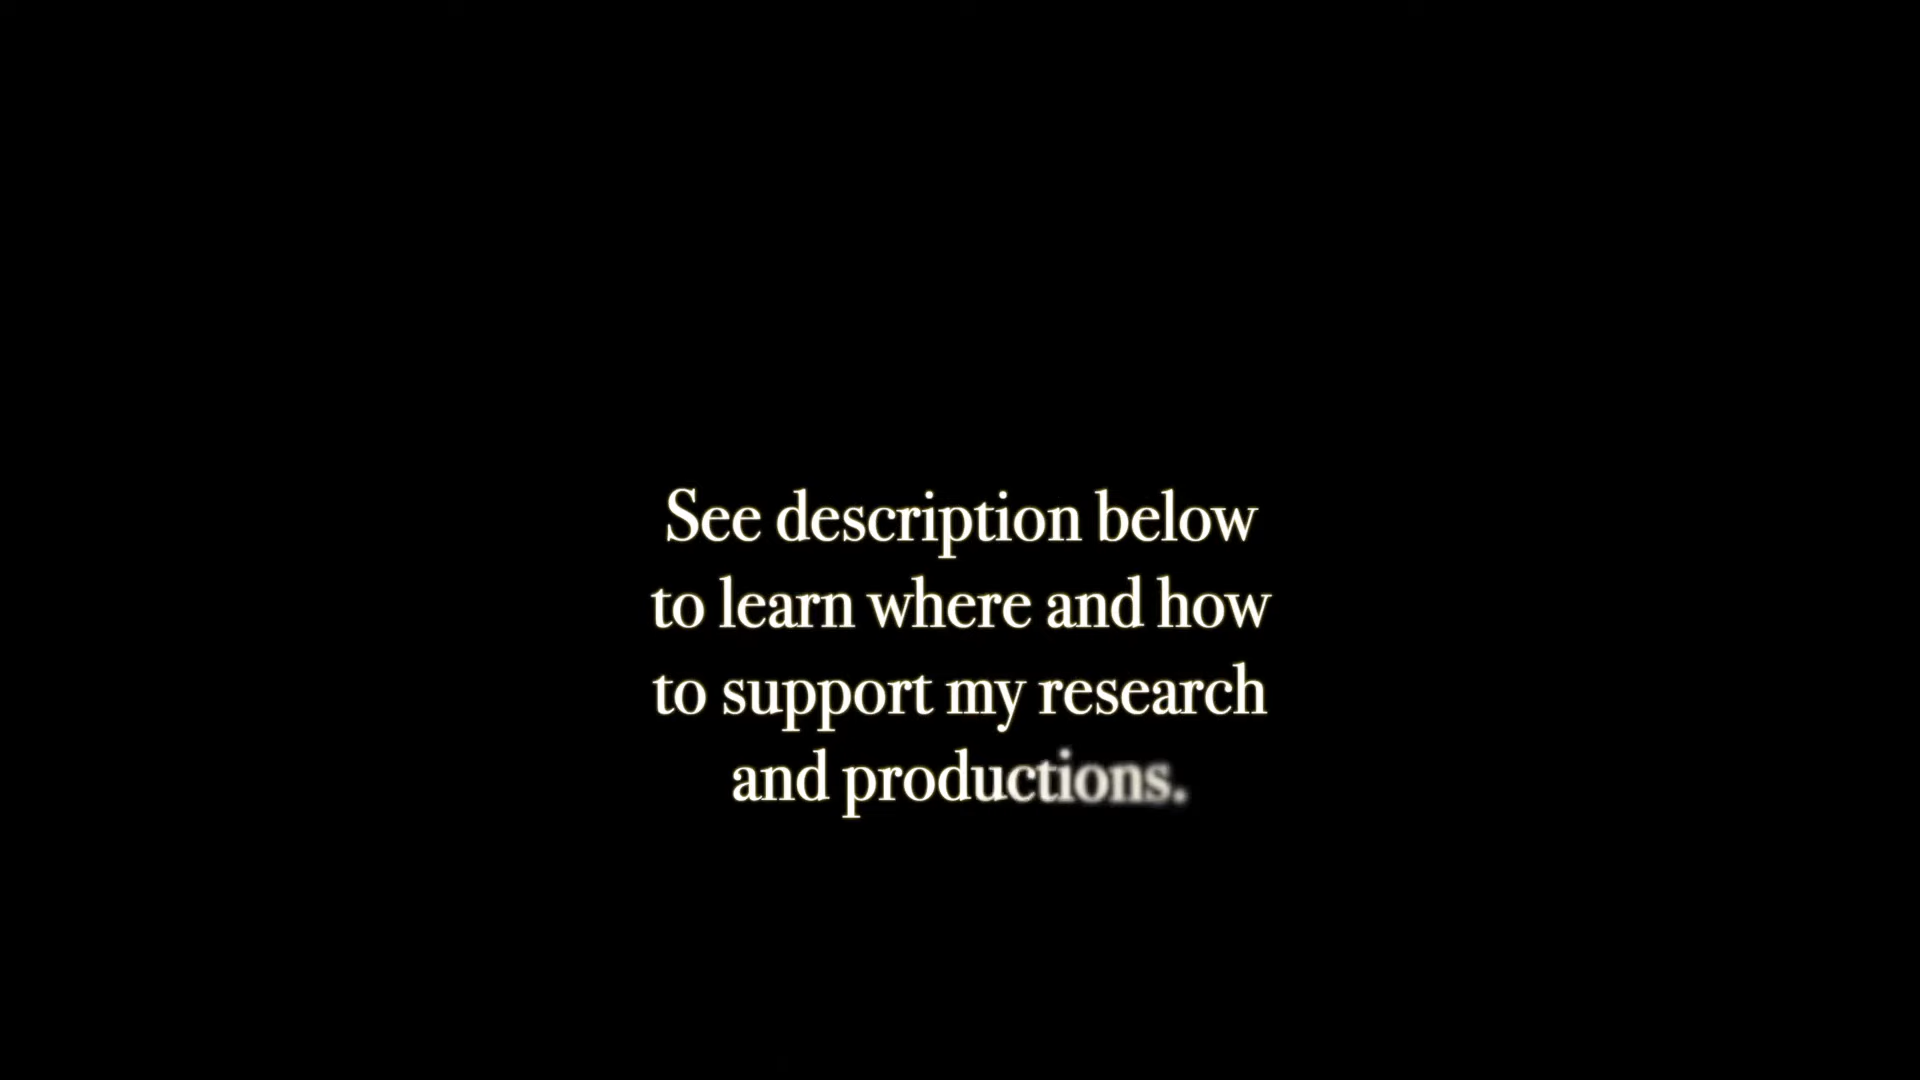 See description below
to learn where and how
to support my research
and productions.